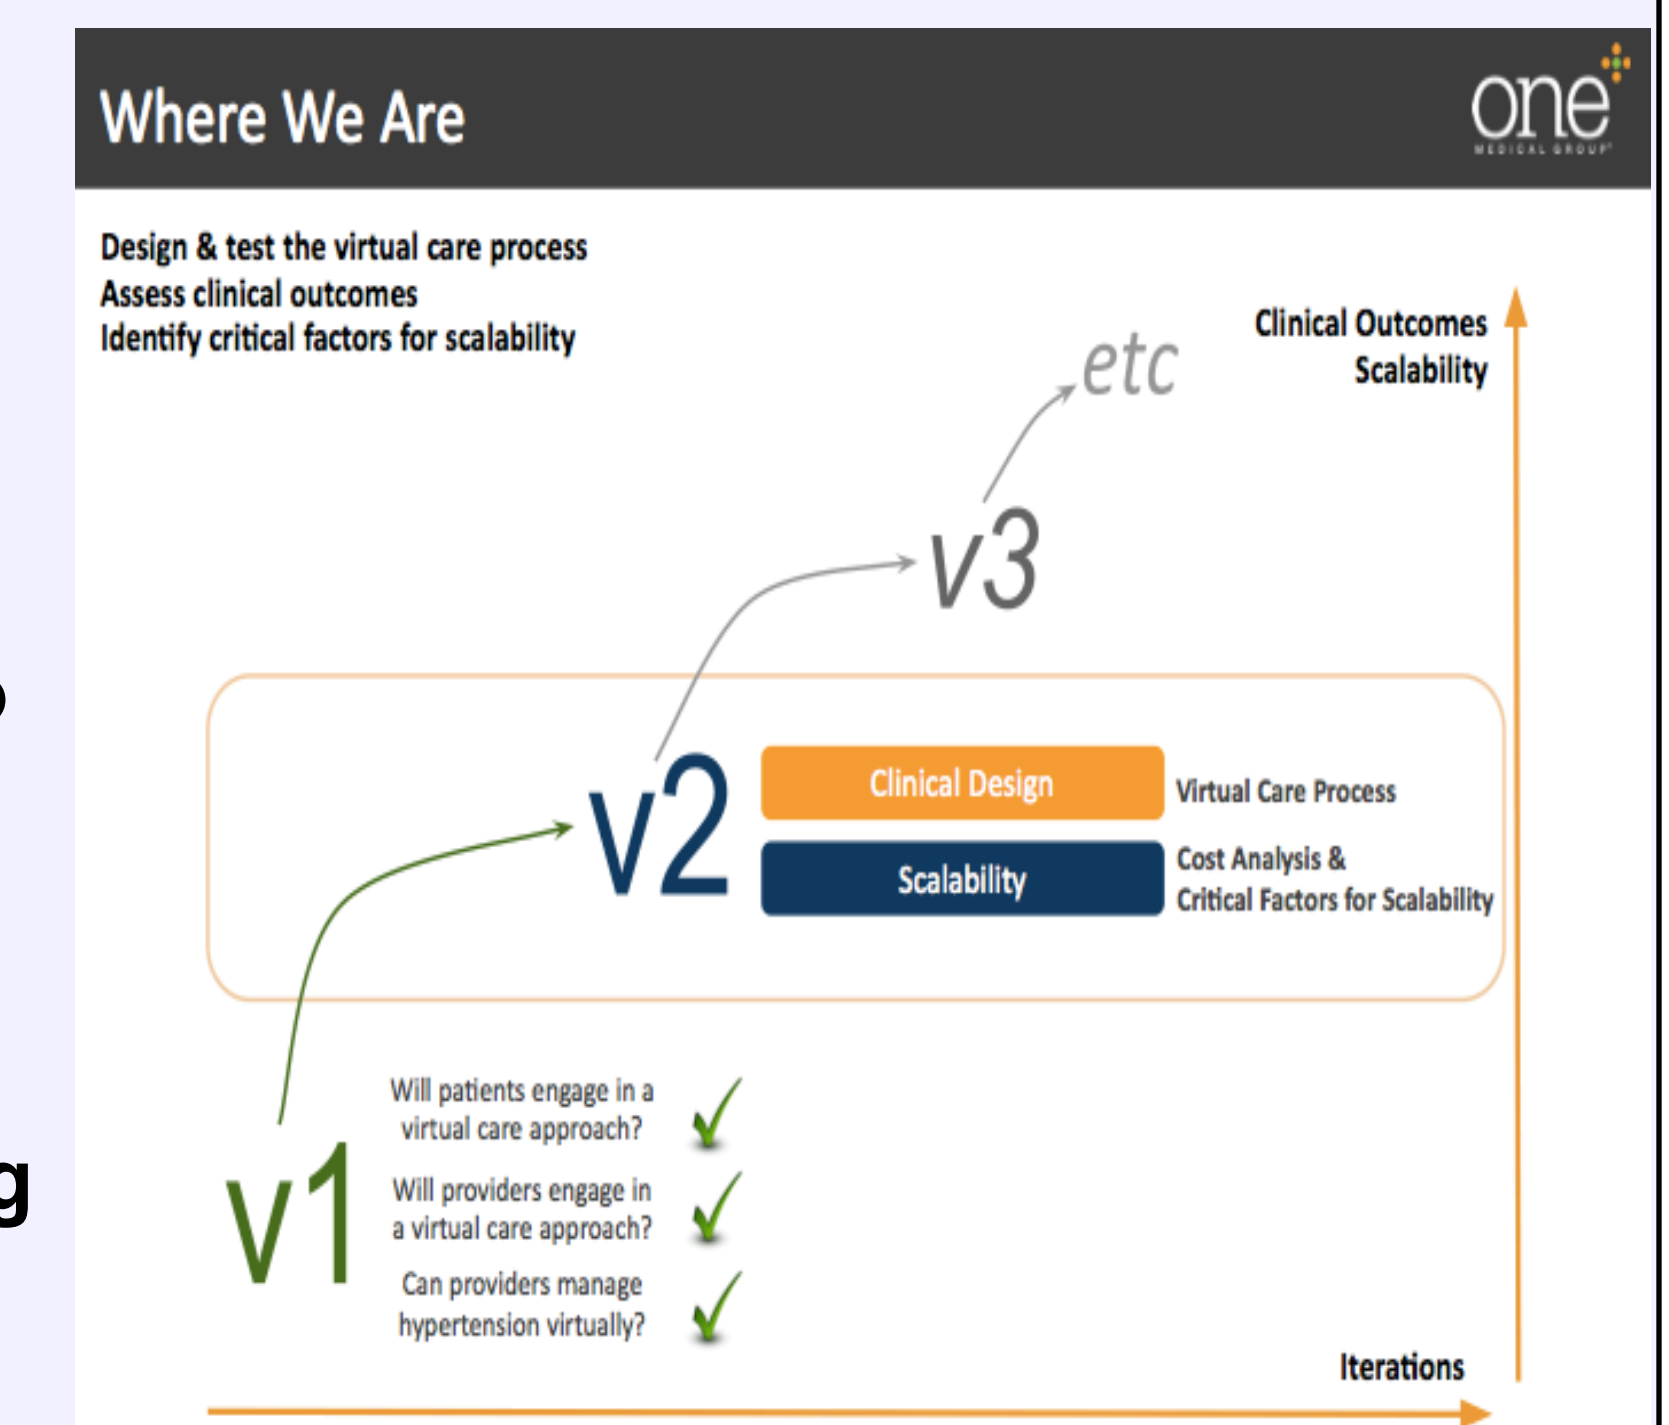 Where We Are
one
MEDICAL GROUP
Design & test the virtual care process
Assess clinical outcomes
Identify critical factors for scalability
Clinical Outcomes
Scalability
etc
v3
v2
Clinical Design
Virtual Care Process
Scalability
Cost Analysis &
Critical Factors for Scalability
v1
Will patients engage in a
virtual care approach?
Will providers engage in
a virtual care approach?
Can providers manage
hypertension virtually?
g
Iterations